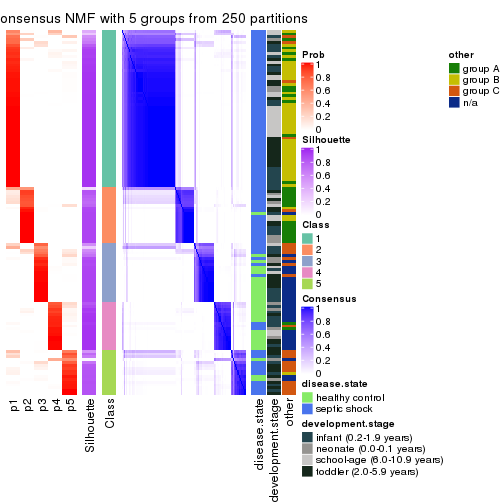 onsensus NMF with 5 groups from 250 partitions
Prob
1
0.8
0.6
0.4
0.2
0
Silhouette
1
0.8
0.6
0.4
0.2
0
Class
1
2
3
4
5
Consensus
1
0.8
0.6
0.4
0.2
0
disease.state
healthy control
septic shock
development.stage
infant (0.2-1.9 years)
neonate (0.0-0.1 years)
school-age (6.0-10.9 years)
toddler (2.0-5.9 years)
other
group A
group B
group C
n/a
p1
p2
p3
p4
p5
Silhouette
Class
disease.state
development.stage
other